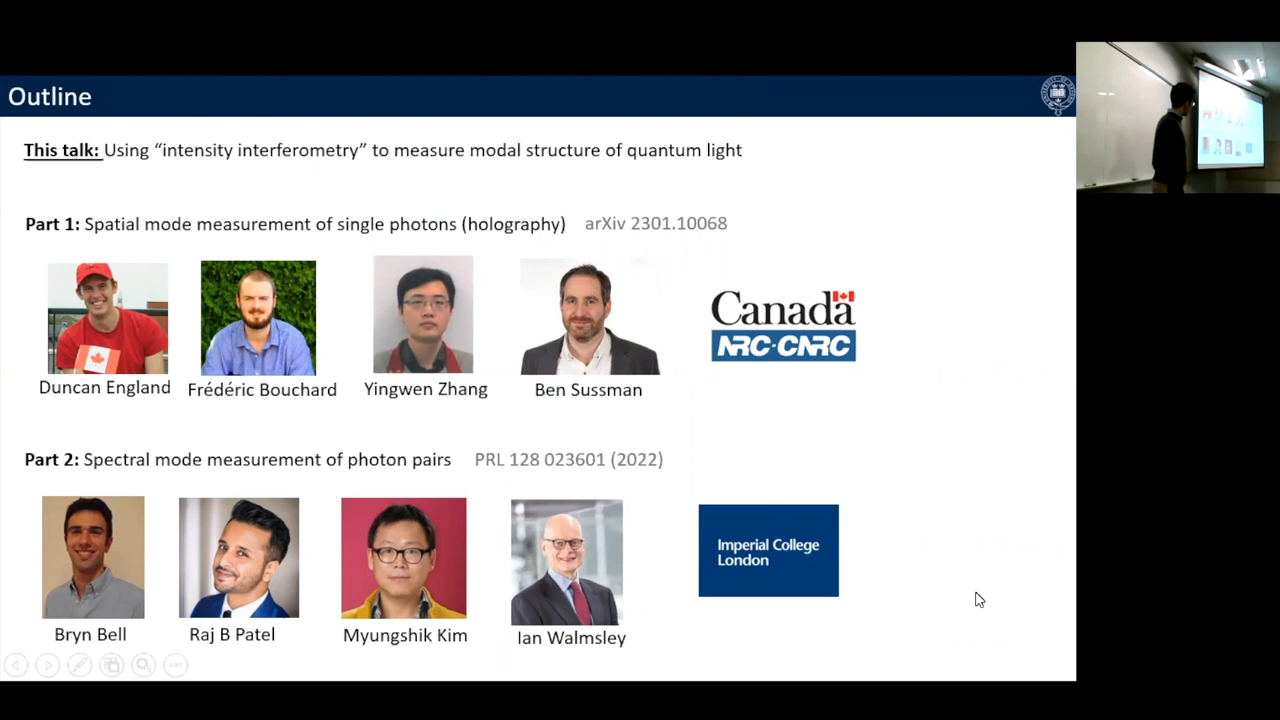 Outline
This talk: Using “intensity interferometry” to measure modal structure of quantum light
Part 1: Spatial mode measurement of single photons (holography) arXiv 2301.10068
Canada
NRC·CNRC
Duncan England Frédéric Bouchard Yingwen Zhang Ben Sussman
Part 2: Spectral mode measurement of photon pairs PRL 128 023601 (2022)
Imperial College
London
Bryn Bell Raj B Patel Myungshik Kim Ian Walmsley